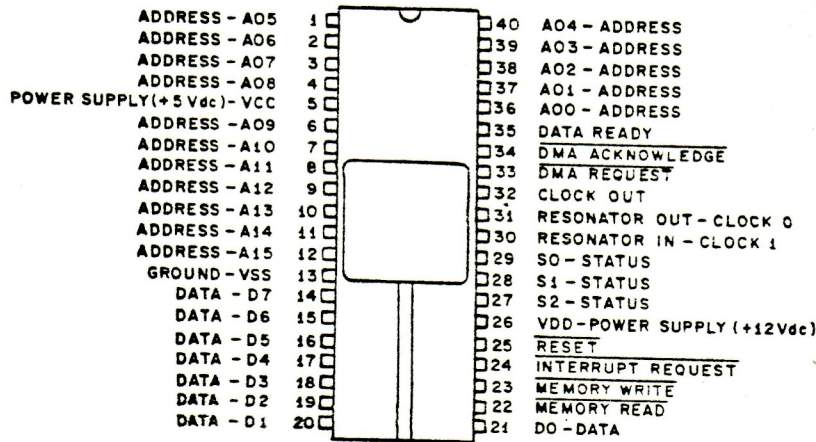 ADDRESS - A05 1
ADDRESS - A06 2
ADDRESS - A07 3
ADDRESS - A08 4
POWER SUPPLY (+5 Vdc) - VCC 5
ADDRESS - A09 6
ADDRESS - A10 7
ADDRESS - A11 8
ADDRESS - A12 9
ADDRESS - A13 10
ADDRESS - A14 11
ADDRESS - A15 12
GROUND - VSS 13
DATA - D7 14
DATA - D6 15
DATA - D5 16
DATA - D4 17
DATA - D3 18
DATA - D2 19
DATA - D1 20
40 A04 - ADDRESS
39 A03 - ADDRESS
38 A02 - ADDRESS
37 A01 - ADDRESS
36 A00 - ADDRESS
35 DATA READY
34 DMA ACKNOWLEDGE
33 DMA REQUEST
32 CLOCK OUT
31 RESONATOR OUT - CLOCK 0
30 RESONATOR IN - CLOCK 1
29 S0 - STATUS
28 S1 - STATUS
27 S2 - STATUS
26 VDD - POWER SUPPLY (+12 Vdc)
25 RESET
24 INTERRUPT REQUEST
23 MEMORY WRITE
22 MEMORY READ
21 D0 - DATA